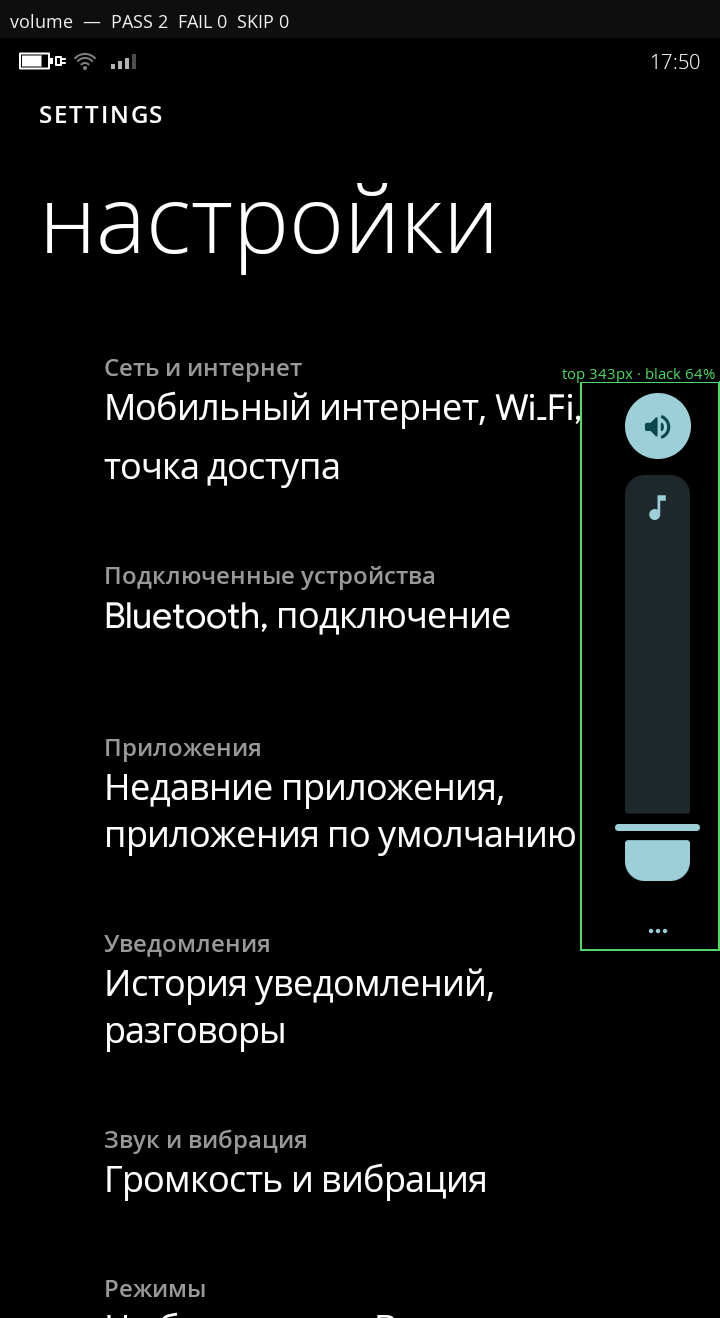 volume — PASS 2 FAIL 0 SKIP 0
17:50
SETTINGS
настройки
Сеть и интернет
top 343px · black 64%
Мобильный интернет, Wi-Fi,
точка доступа
Подключенные устройства
Bluetooth, подключение
Приложения
Недавние приложения,
приложения по умолчанию
Уведомления
История уведомлений,
разговоры
Звук и вибрация
Громкость и вибрация
Режимы